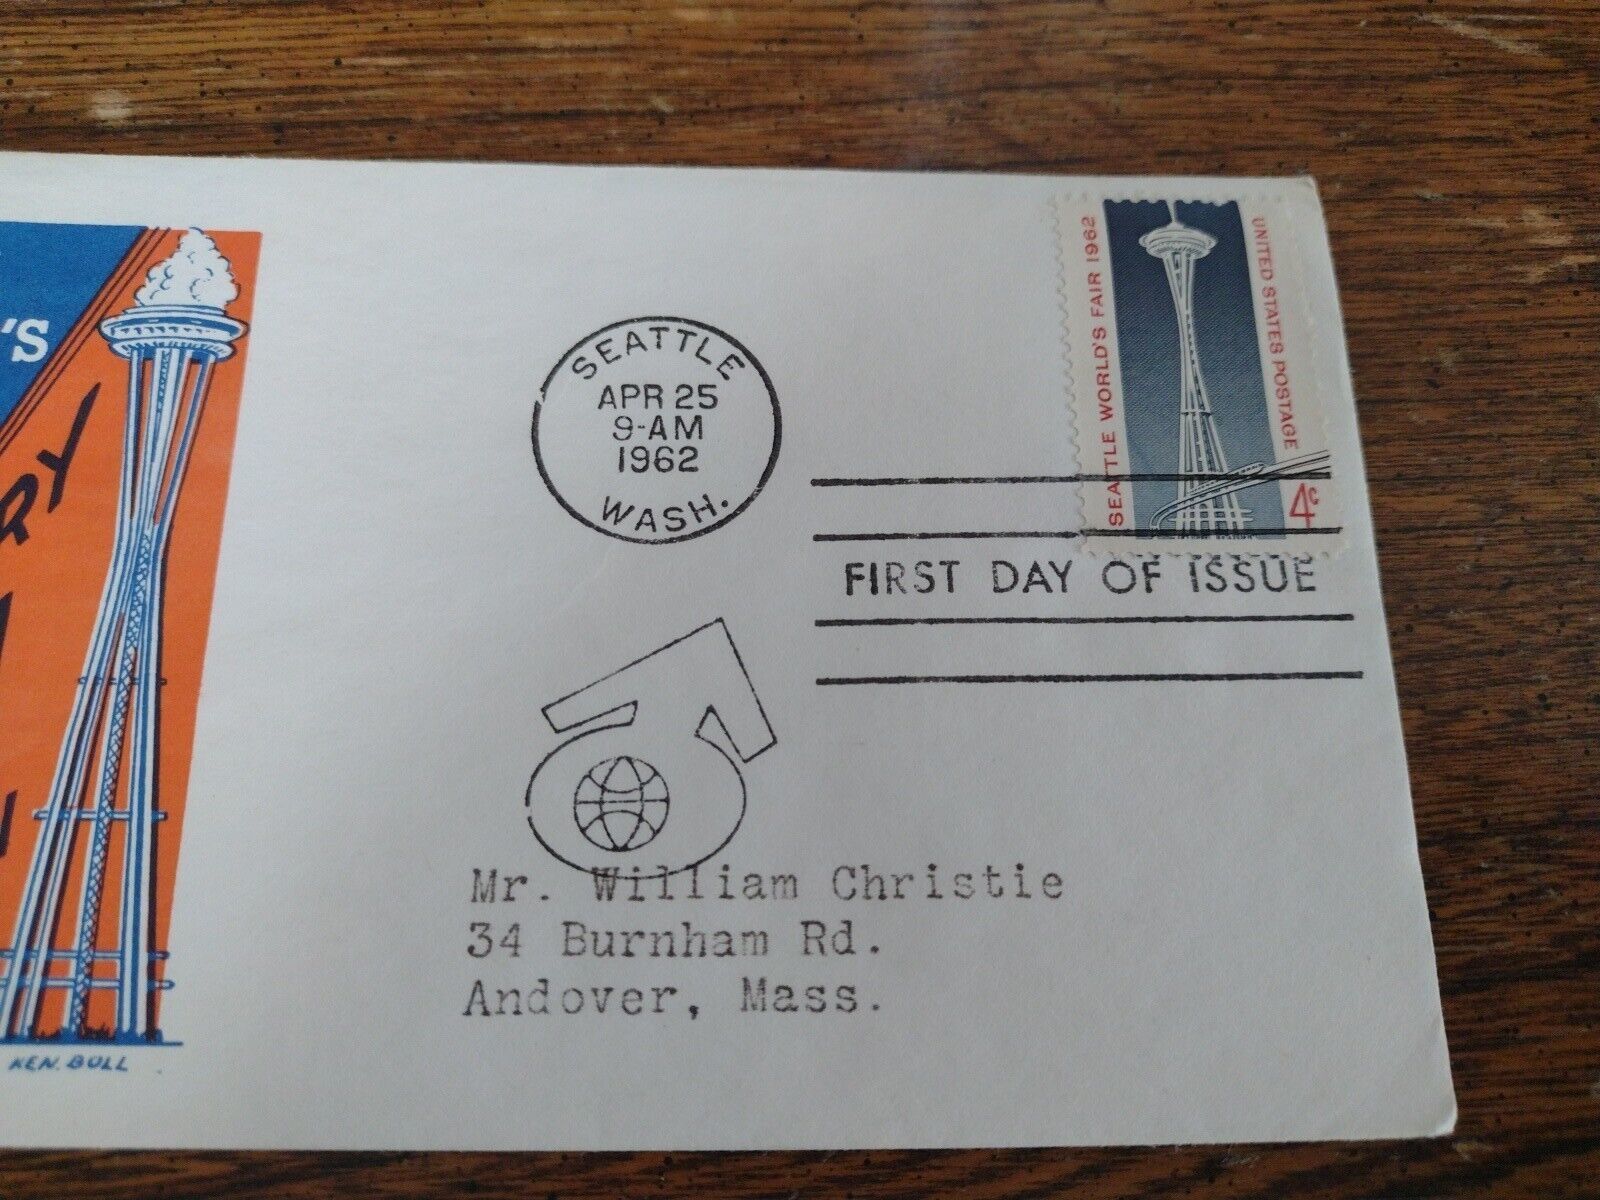 'S
RY
SEATTLE
APR 25
9-AM
1962
WASH.
SEATTLE WORLD'S FAIR 1962
UNITED STATES POSTAGE
4c
FIRST DAY OF ISSUE
Mr. William Christie
34 Burnham Rd.
Andover, Mass.
KEN. BOLL